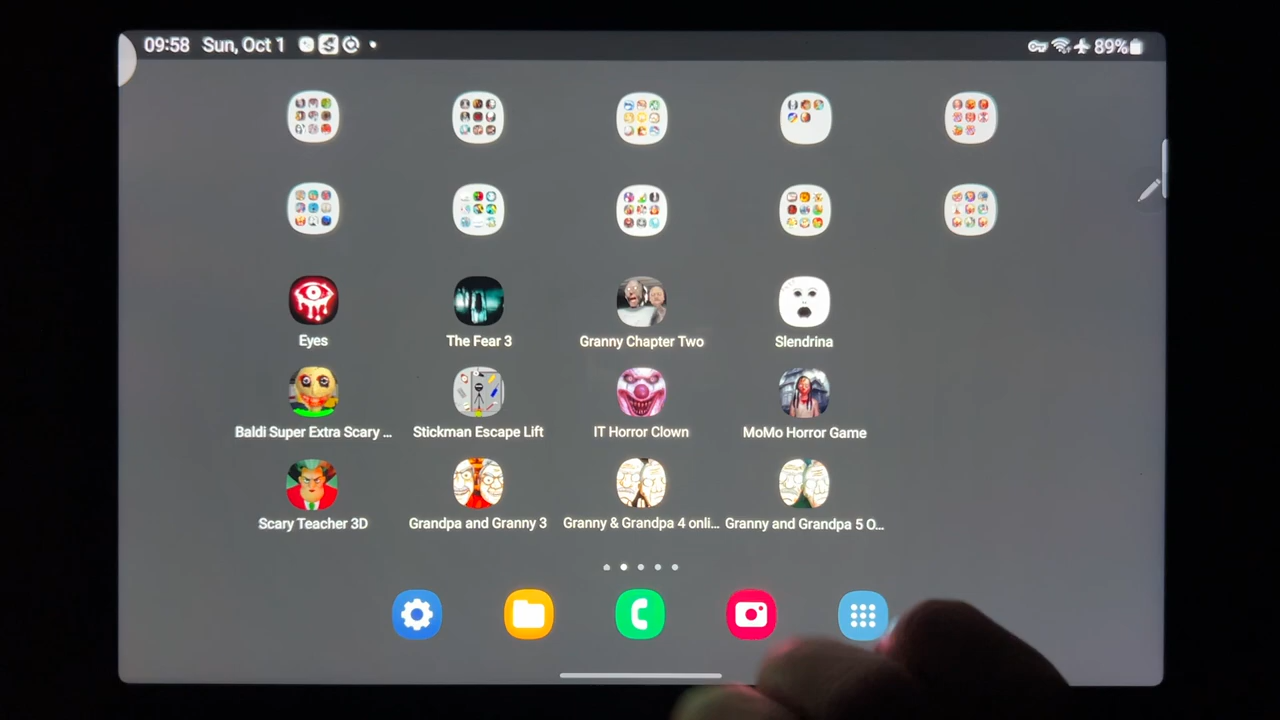 09:58 Sun, Oct 1 89%
Eyes The Fear 3 Granny Chapter Two Slendrina
Baldi Super Extra Scary ... Stickman Escape Lift IT Horror Clown MoMo Horror Game
Scary Teacher 3D Grandpa and Granny 3 Granny & Grandpa 4 onli... Granny and Grandpa 5 O...